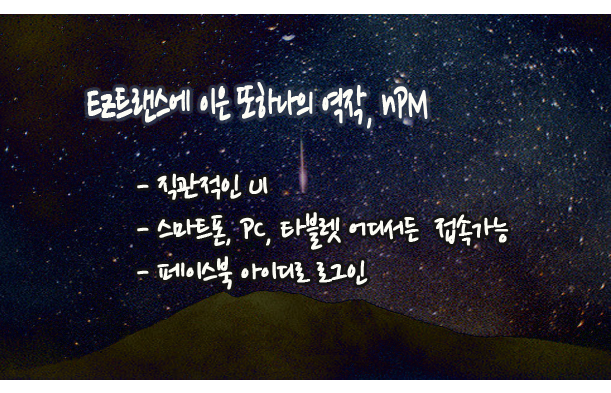 EZ트랜스에 이은 또하나의 역작, nPM
- 직관적인 UI
- 스마트폰, PC, 타블렛 어디서든 접속가능
- 페이스북 아이디로 로그인